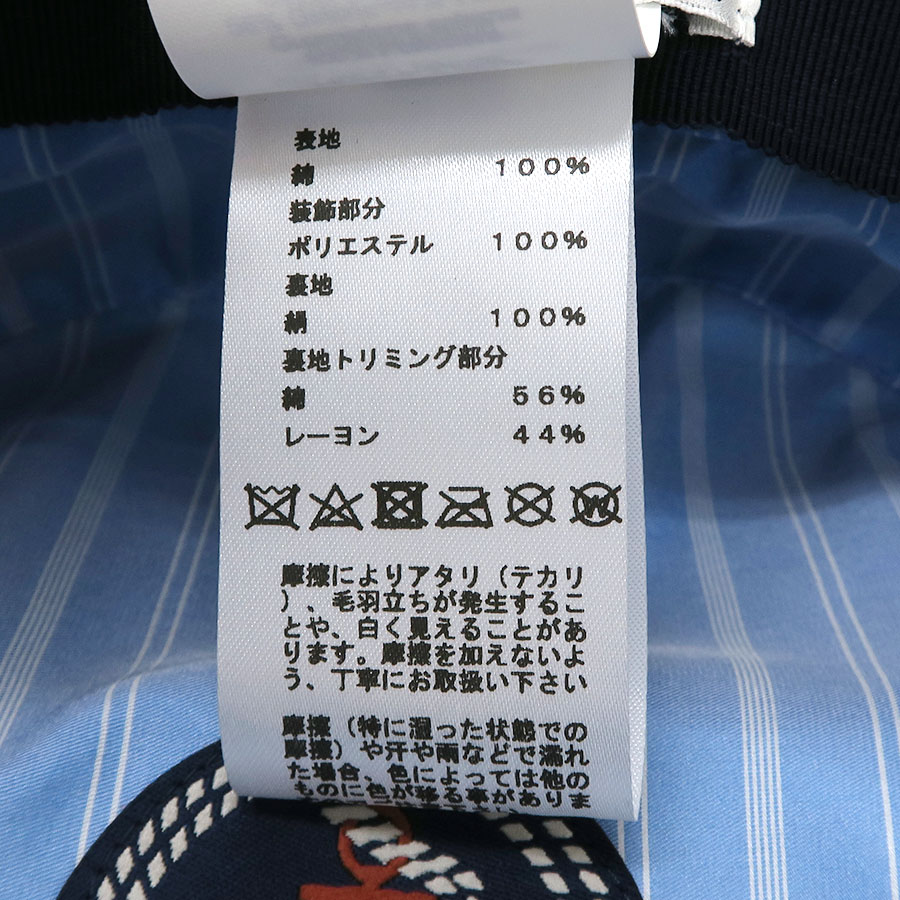 表地
綿 100%
装飾部分
ポリエステル 100%
裏地
絹 100%
裏地トリミング部分
綿 56%
レーヨン 44%
W
摩擦によりアタリ(テカリ
)、毛羽立ちが発生するこ
とや、白く見えることがあ
ります。摩擦を加えないよ
う、丁寧にお取扱い下さい
摩擦(特に湿った状態での
摩擦)や汗や雨などで濡れ
た場合、色によっては他の
ものに色が移る事がありま